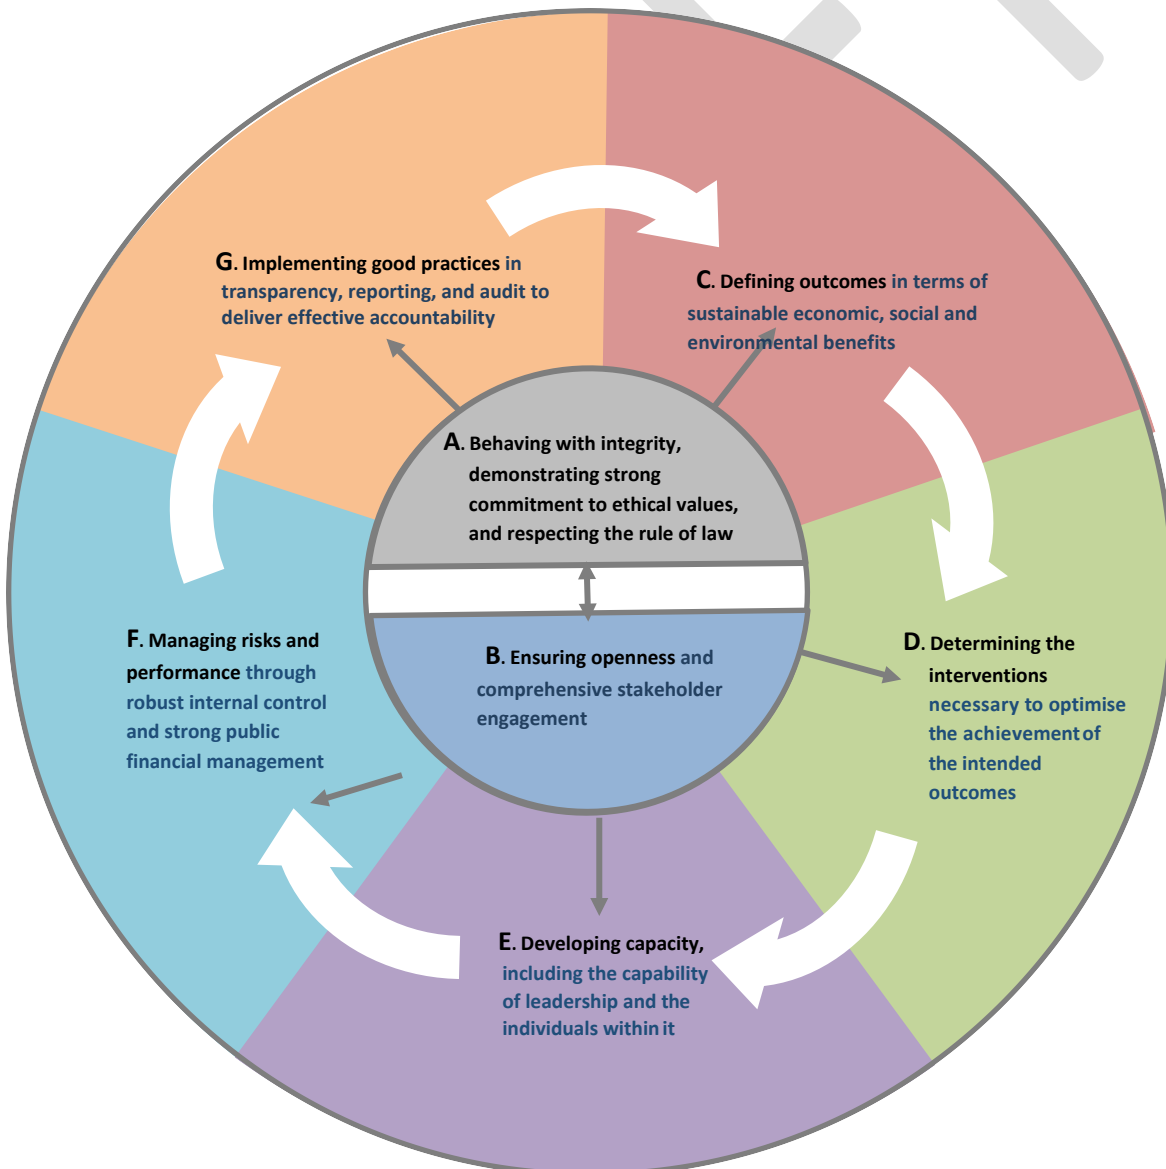 G. Implementing good practices in
transparency, reporting, and audit to
deliver effective accountability
C. Defining outcomes in terms of
sustainable economic, social and
environmental benefits
A. Behaving with integrity,
demonstrating strong
commitment to ethical values,
and respecting the rule of law
B. Ensuring openness and
comprehensive stakeholder
engagement
D. Determining the
interventions
necessary to optimise
the achievement of
the intended
outcomes
E. Developing capacity,
including the capability
of leadership and the
individuals within it
F. Managing risks and
performance through
robust internal control
and strong public
financial management